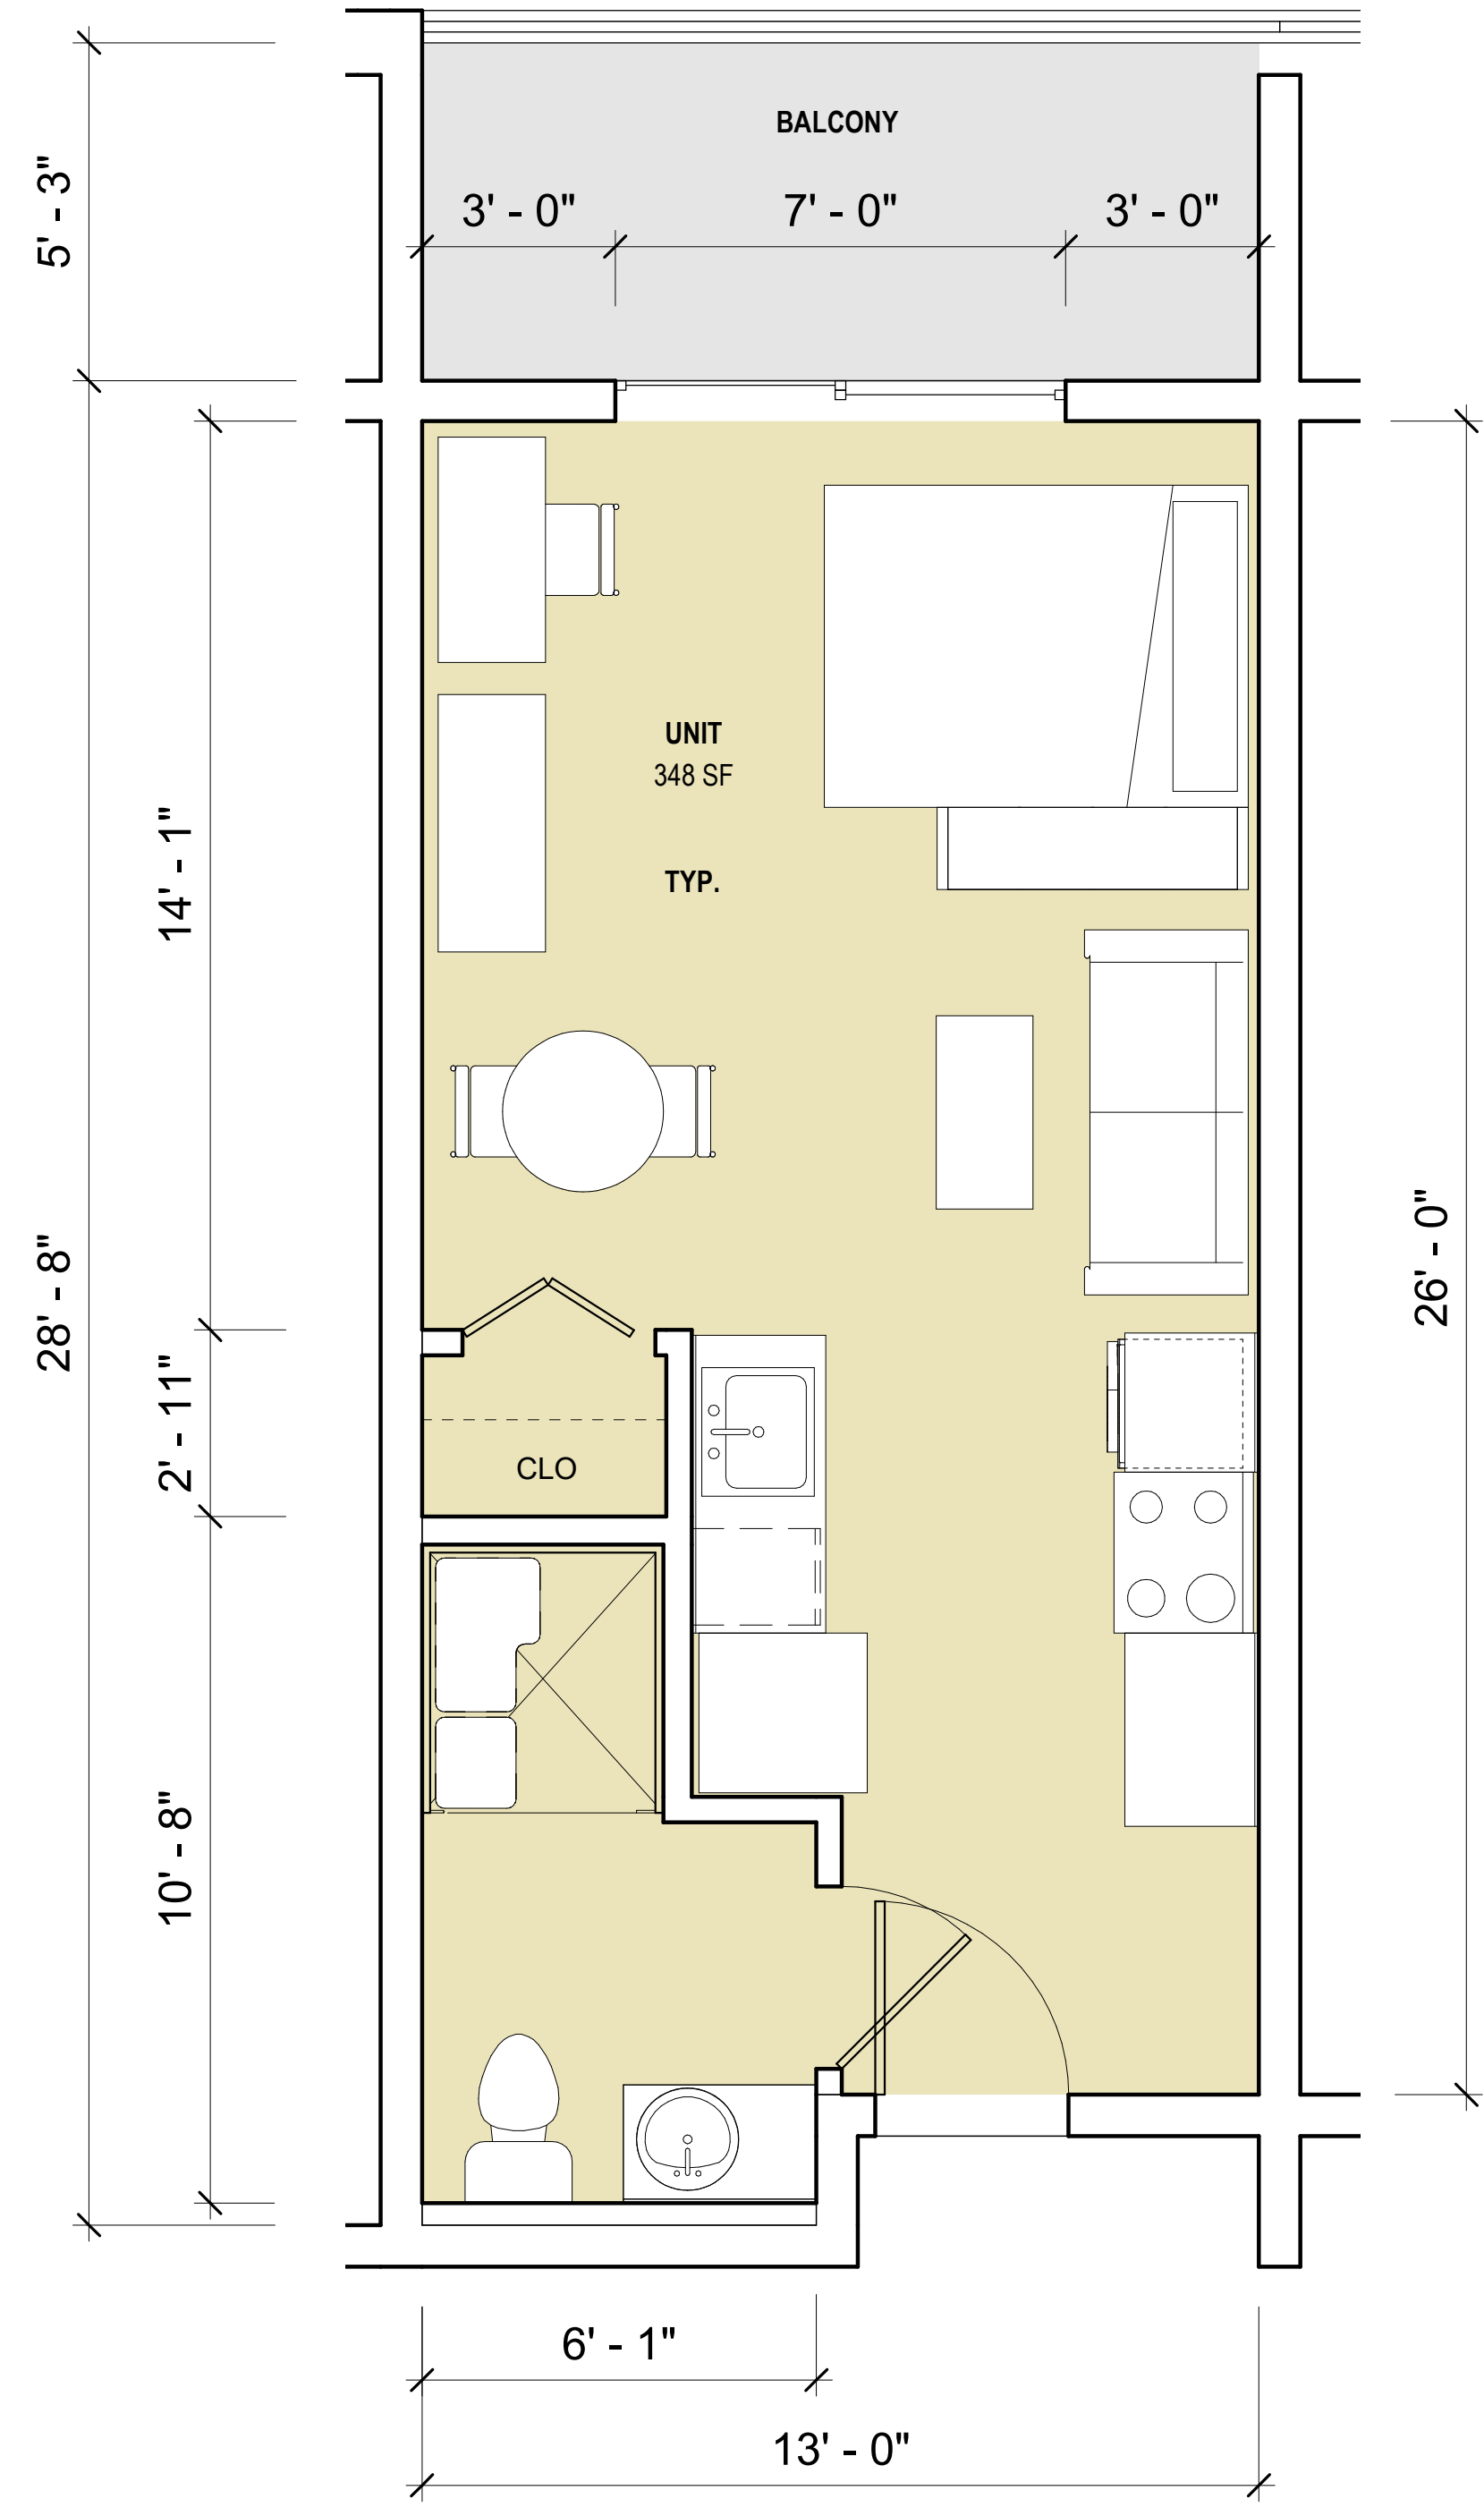 BALCONY
5' - 3"
3' - 0"
7' - 0"
3' - 0"
UNIT
348 SF
TYP.
14' - 1"
28' - 8"
26' - 0"
2' - 11"
CLO
10' - 8"
6' - 1"
13' - 0"